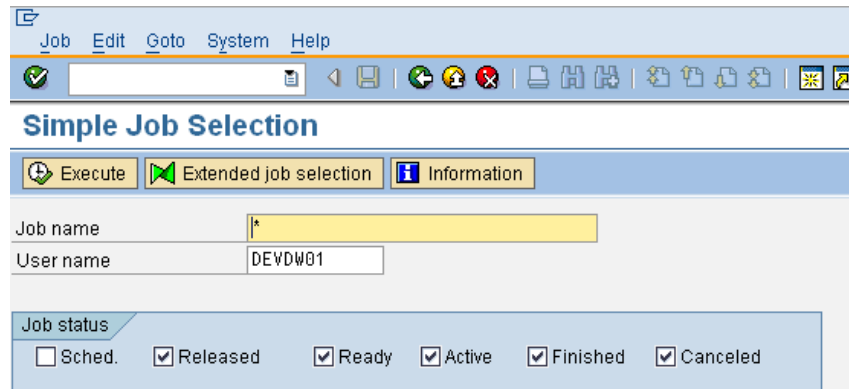 Job Edit Goto System Help
Simple Job Selection
Execute Extended job selection Information
Job name *
User name DEVDW01
Job status
Sched. Released Ready Active Finished Canceled